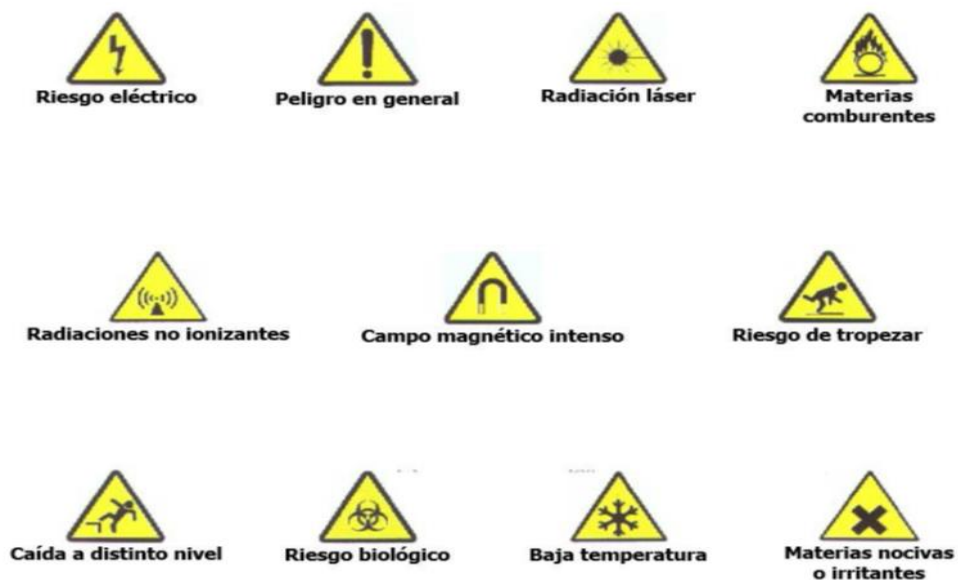 Riesgo eléctrico
Peligro en general
Radiación láser
Materias
comburentes
Radiaciones no ionizantes
Campo magnético intenso
Riesgo de tropezar
Caída a distinto nivel
Riesgo biológico
Baja temperatura
Materias nocivas
o irritantes